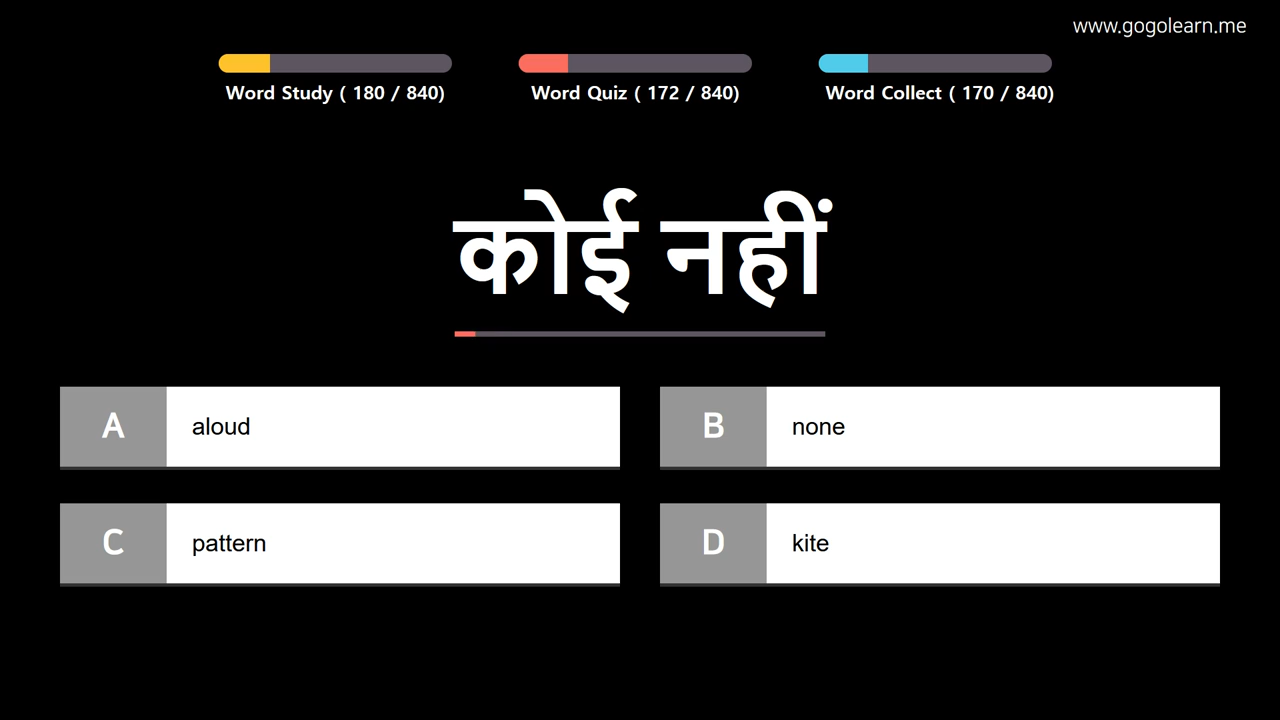 www.gogolearn.me
Word Study ( 180 / 840)
Word Quiz ( 172 / 840)
Word Collect ( 170 / 840)
कोई नहीं
A aloud
B none
C pattern
D kite